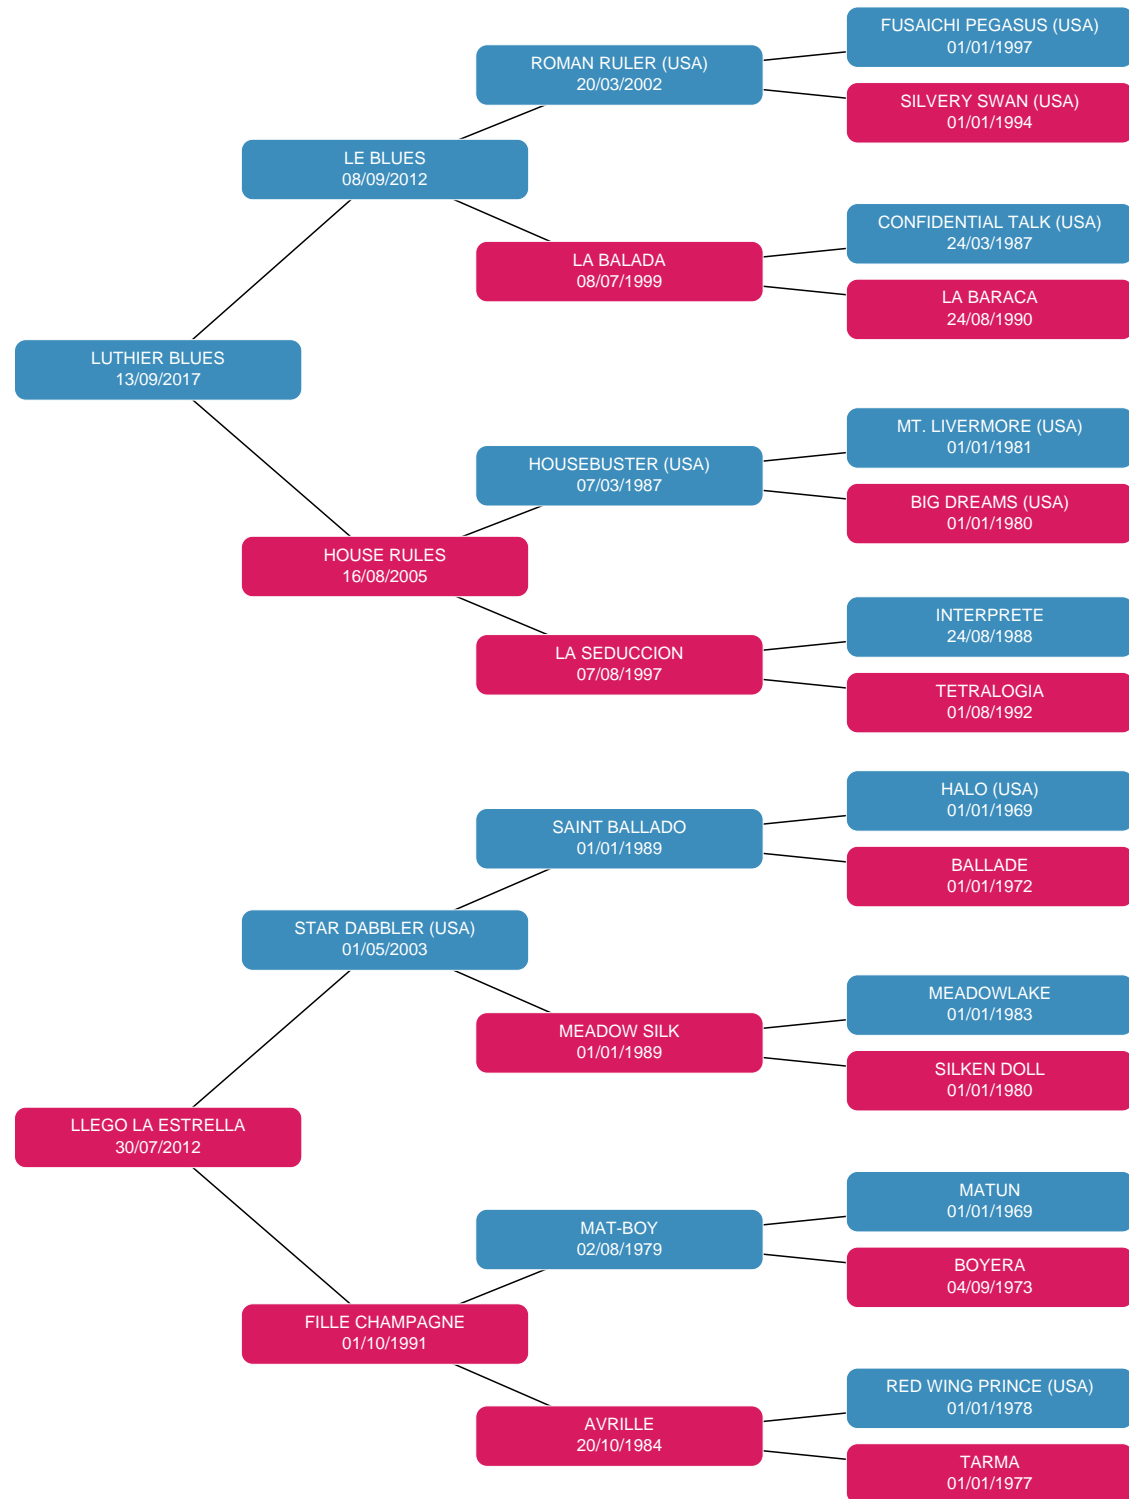 FUSAICHI PEGASUS (USA)
01/01/1997
ROMAN RULER (USA)
20/03/2002
SILVERY SWAN (USA)
01/01/1994
LE BLUES
08/09/2012
CONFIDENTIAL TALK (USA)
24/03/1987
LA BALADA
08/07/1999
LA BARACA
24/08/1990
LUTHIER BLUES
13/09/2017
MT. LIVERMORE (USA)
01/01/1981
HOUSEBUSTER (USA)
07/03/1987
BIG DREAMS (USA)
01/01/1980
HOUSE RULES
16/08/2005
INTERPRETE
24/08/1988
LA SEDUCCION
07/08/1997
TETRALOGIA
01/08/1992
HALO (USA)
01/01/1969
SAINT BALLADO
01/01/1989
BALLADE
01/01/1972
STAR DABBLER (USA)
01/05/2003
MEADOWLAKE
01/01/1983
MEADOW SILK
01/01/1989
SILKEN DOLL
01/01/1980
LLEGO LA ESTRELLA
30/07/2012
MATUN
01/01/1969
MAT-BOY
02/08/1979
BOYERA
04/09/1973
FILLE CHAMPAGNE
01/10/1991
RED WING PRINCE (USA)
01/01/1978
AVRILLE
20/10/1984
TARMA
01/01/1977